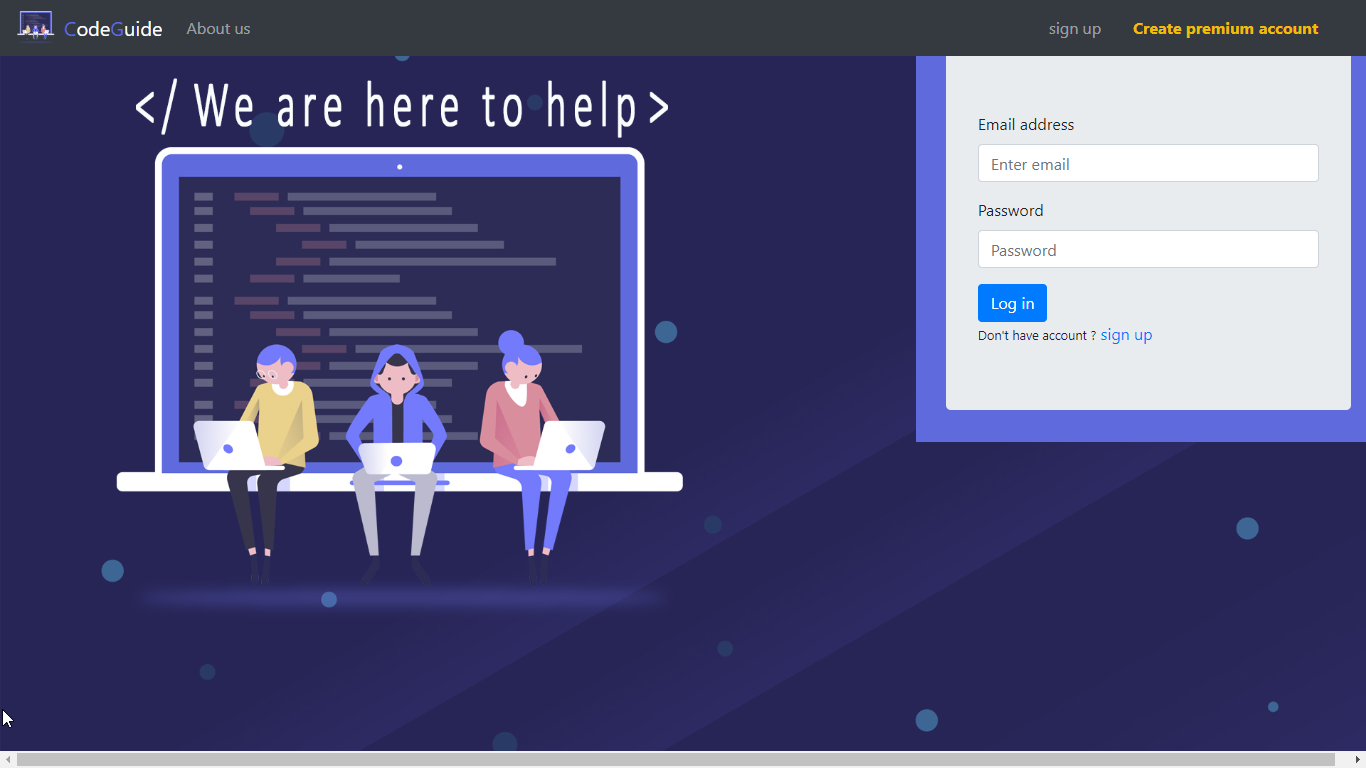 CodeGuide About us sign up Create premium account
</ We are here to help >
Email address
Enter email
Password
Password
Log in
Don't have account ? sign up